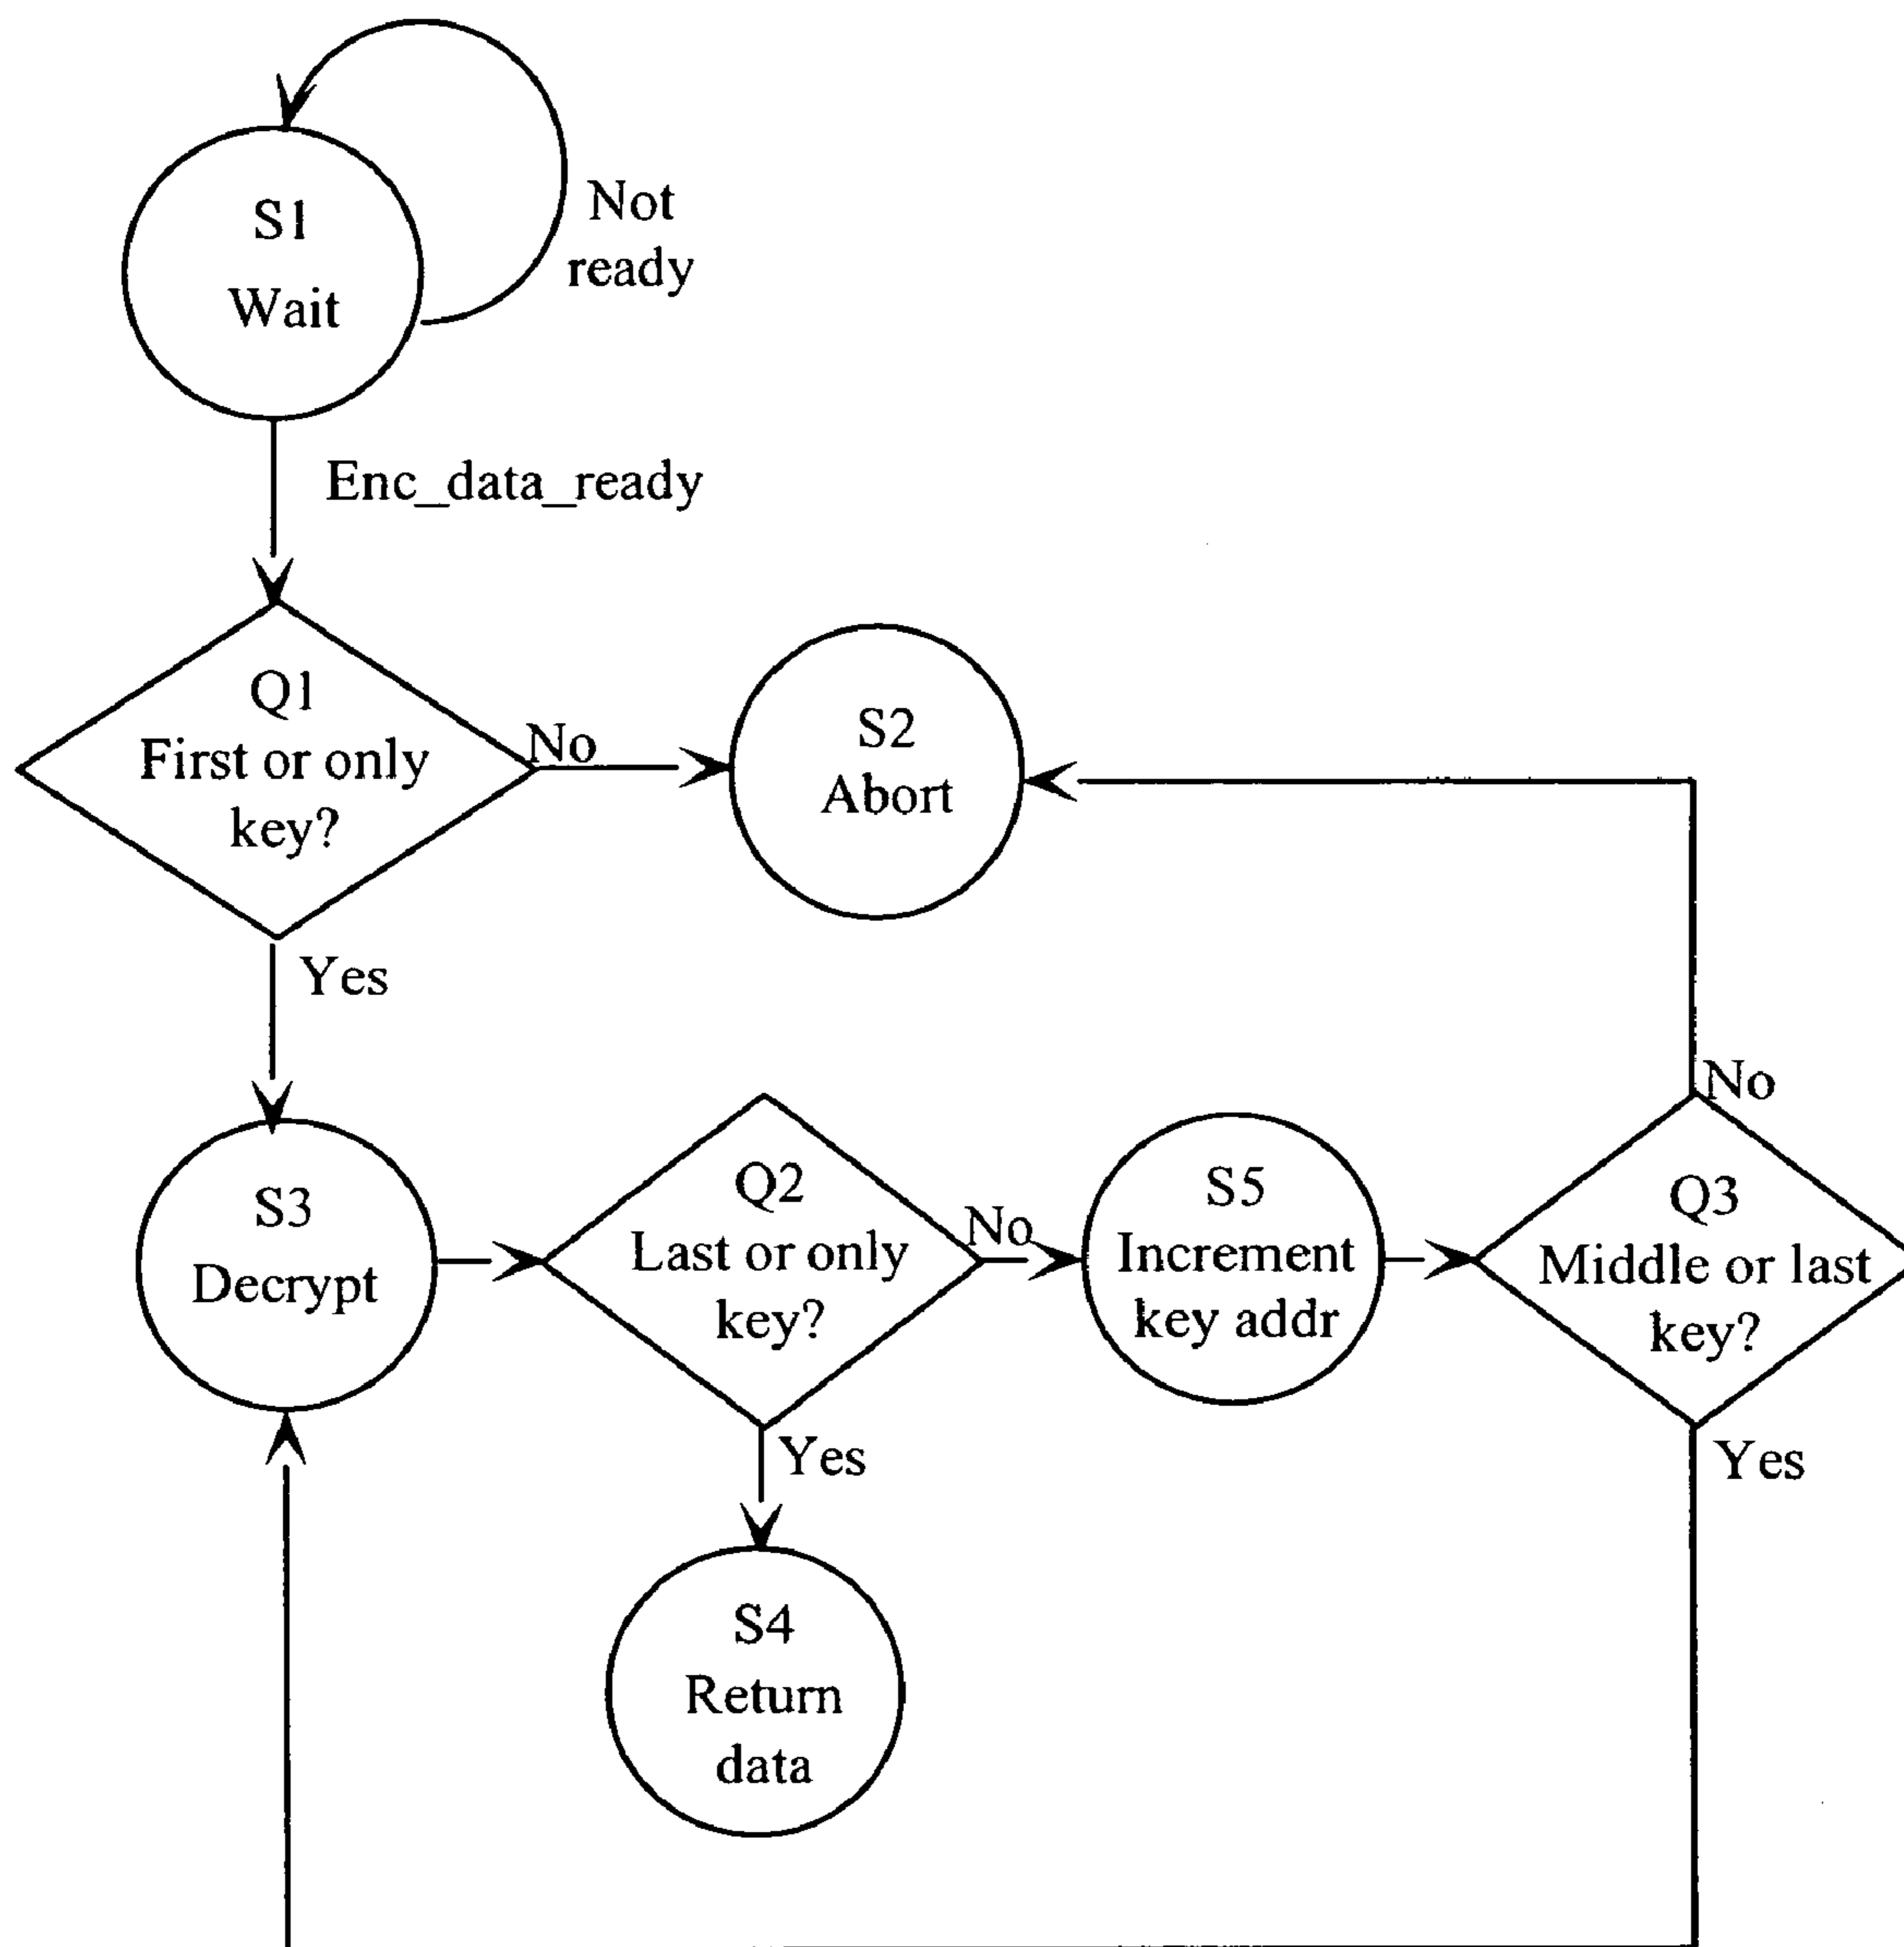 S1
Wait
Not
ready
Enc_data_ready
Q1
First or only
key?
No
S2
Abort
Yes
No
S3
Decrypt
Q2
Last or only
key?
No
S5
Increment
key addr
Q3
Middle or last
key?
Yes
Yes
S4
Return
data